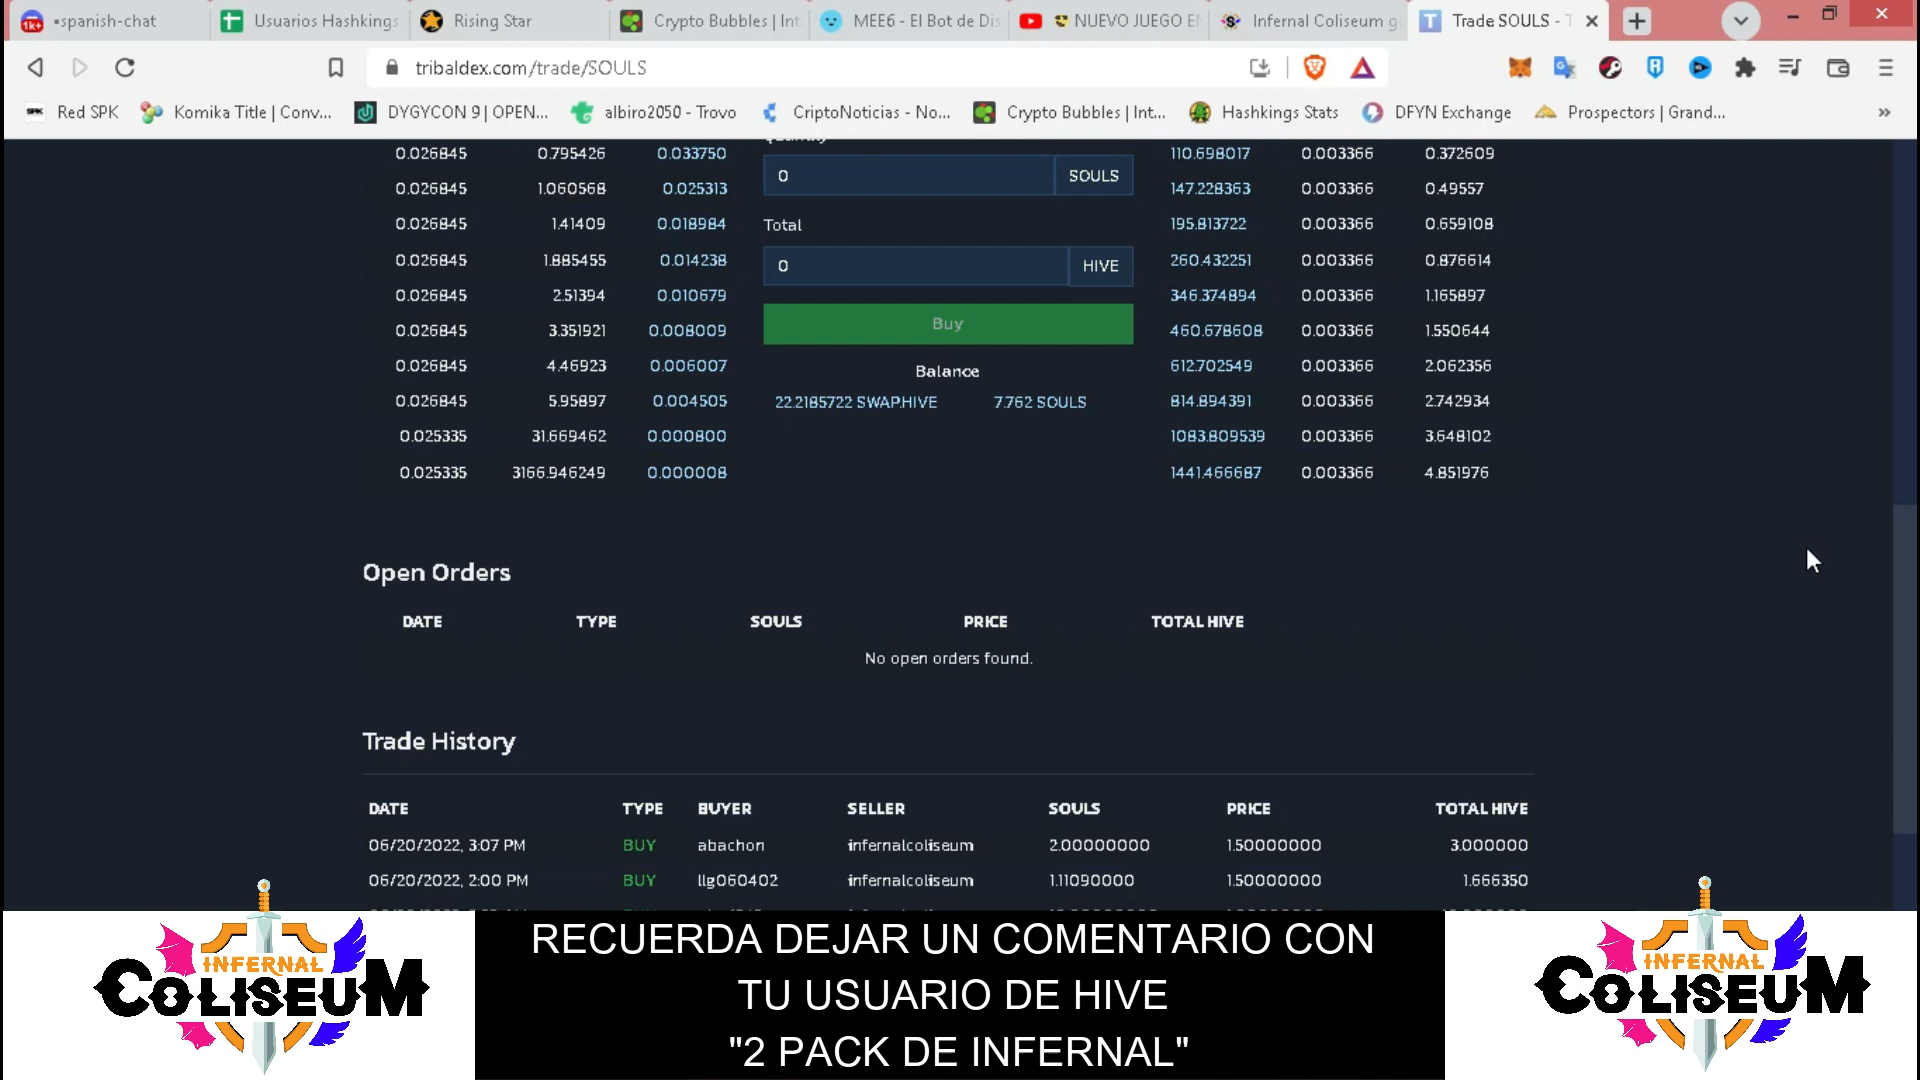 •spanish-chat
Usuarios Hashkings
Rising Star
Crypto Bubbles | Int
MEE6 - El Bot de Dis
NUEVO JUEGO E
Infernal Coliseum g
Trade SOULS - T
tribaldex.com/trade/SOULS
Red SPK
Komika Title | Conv...
DYGYCON 9 | OPEN...
albiro2050 - Trovo
CriptoNoticias - No...
Crypto Bubbles | Int...
Hashkings Stats
DFYN Exchange
Prospectors | Grand...
Quantity
0.026845 0.795426 0.033750 110.698017 0.003366 0.372609
0 SOULS
0.026845 1.060568 0.025313 147.228363 0.003366 0.49557
Total
0.026845 1.41409 0.018984 195.813722 0.003366 0.659108
0 HIVE
0.026845 1.885455 0.014238 260.432251 0.003366 0.876614
0.026845 2.51394 0.010679 346.374894 0.003366 1.165897
Buy
0.026845 3.351921 0.008009 460.678608 0.003366 1.550644
Balance
0.026845 4.46923 0.006007 612.702549 0.003366 2.062356
0.026845 5.95897 0.004505 22.2185722 SWAP.HIVE 7.762 SOULS 814.894391 0.003366 2.742934
0.025335 31.669462 0.000800 1083.809539 0.003366 3.648102
0.025335 3166.946249 0.000008 1441.466687 0.003366 4.851976
Open Orders
DATE TYPE SOULS PRICE TOTAL HIVE
No open orders found.
Trade History
DATE TYPE BUYER SELLER SOULS PRICE TOTAL HIVE
06/20/2022, 3:07 PM BUY abachon infernalcoliseum 2.00000000 1.50000000 3.000000
06/20/2022, 2:00 PM BUY llg060402 infernalcoliseum 1.11090000 1.50000000 1.666350
INFERNAL
COLISEUM
RECUERDA DEJAR UN COMENTARIO CON
TU USUARIO DE HIVE
"2 PACK DE INFERNAL"
INFERNAL
COLISEUM